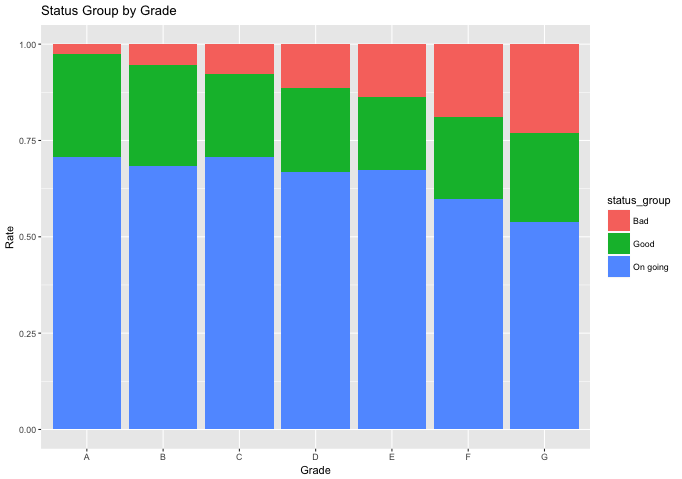 Status Group by Grade
1.00
0.75
0.50
0.25
0.00
Rate
A B C D E F G
Grade
status_group
Bad
Good
On going